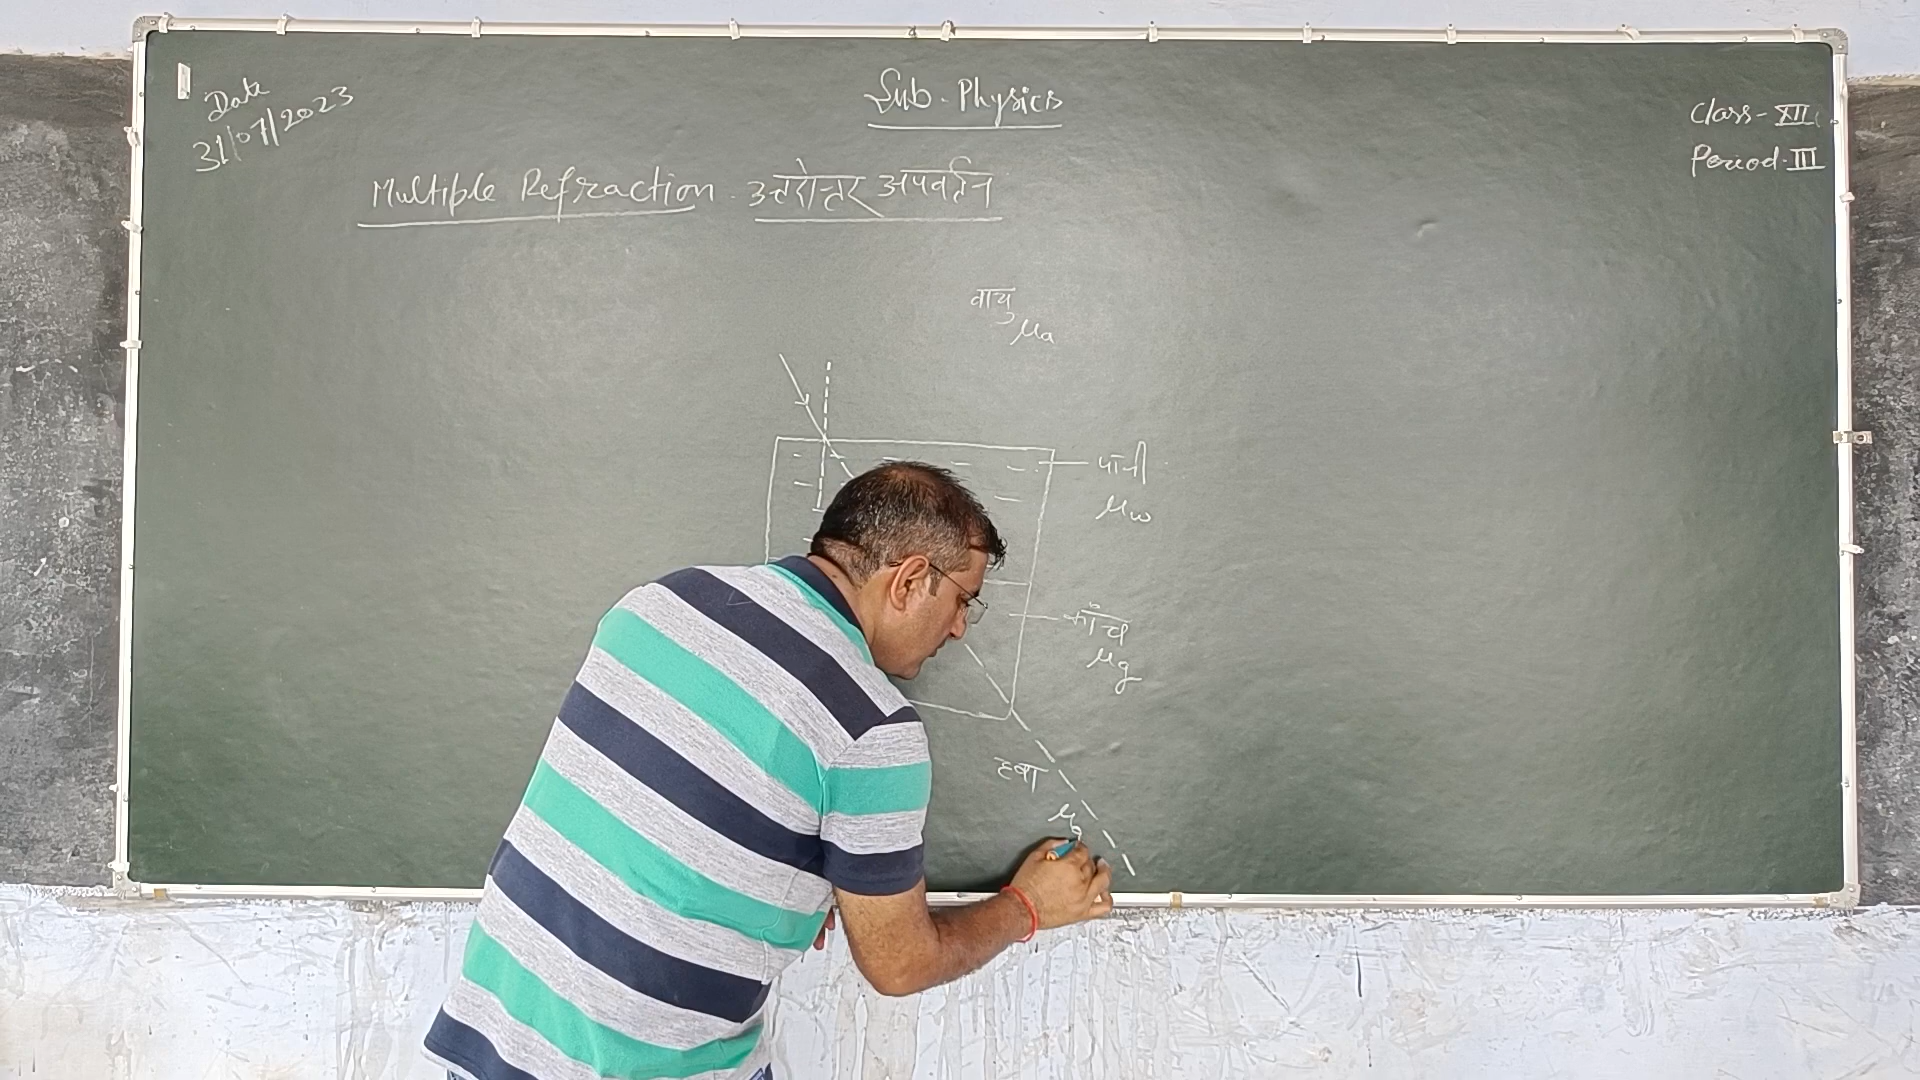 Date
31/07/2023
Sub - Physics
Class - XII
Period - III
Multiple Refraction - उत्तरोत्तर अपवर्तन
वायु
μa
पानी
μw
काँच
μg
हवा
μa